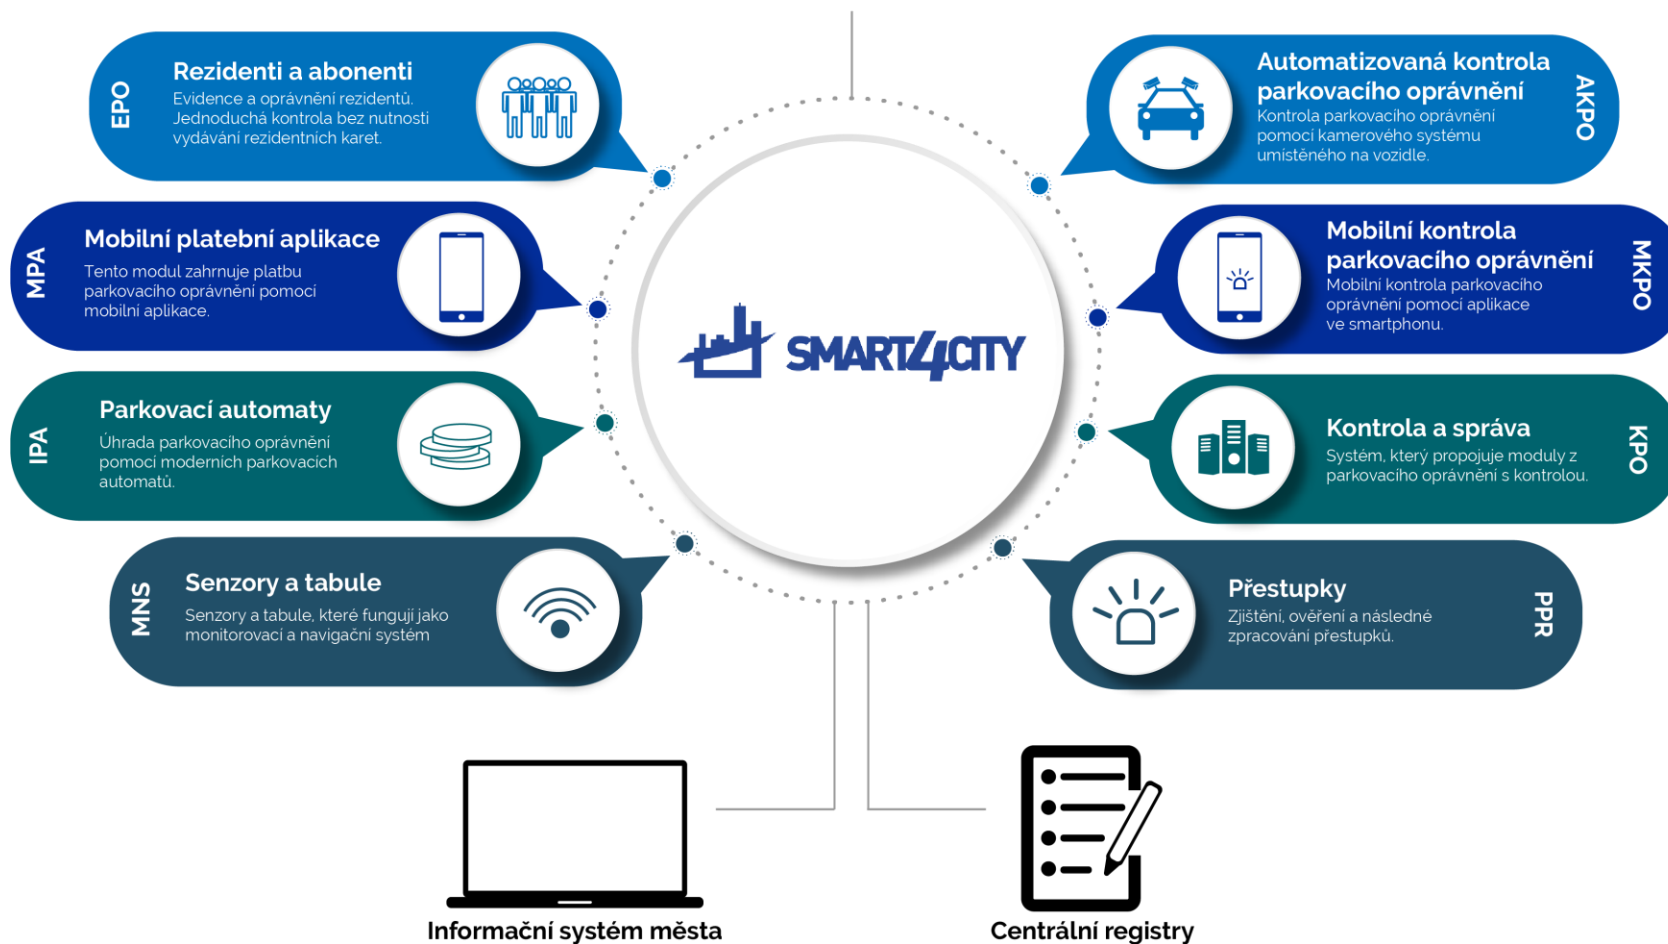 EPO
Rezidenti a abonenti
Evidence a oprávnění rezidentů.
Jednoduchá kontrola bez nutnosti
vydávání rezidentních karet.
MPA
Mobilní platební aplikace
Tento modul zahrnuje platbu
parkovacího oprávnění pomocí
mobilní aplikace.
IPA
Parkovací automaty
Úhrada parkovacího oprávnění
pomocí moderních parkovacích
automatů.
MNS
Senzory a tabule
Senzory a tabule, které fungují jako
monitorovací a navigační systém
SMART4CITY
Automatizovaná kontrola
parkovacího oprávnění
Kontrola parkovacího oprávnění
pomocí kamerového systému
umístěného na vozidle.
AKPO
Mobilní kontrola
parkovacího oprávnění
Mobilní kontrola parkovacího
oprávnění pomocí aplikace
ve smartphonu.
MKPO
Kontrola a správa
Systém, který propojuje moduly z
parkovacího oprávnění s kontrolou.
KPO
Přestupky
Zjištění, ověření a následné
zpracování přestupků.
PPR
Informační systém města
Centrální registry